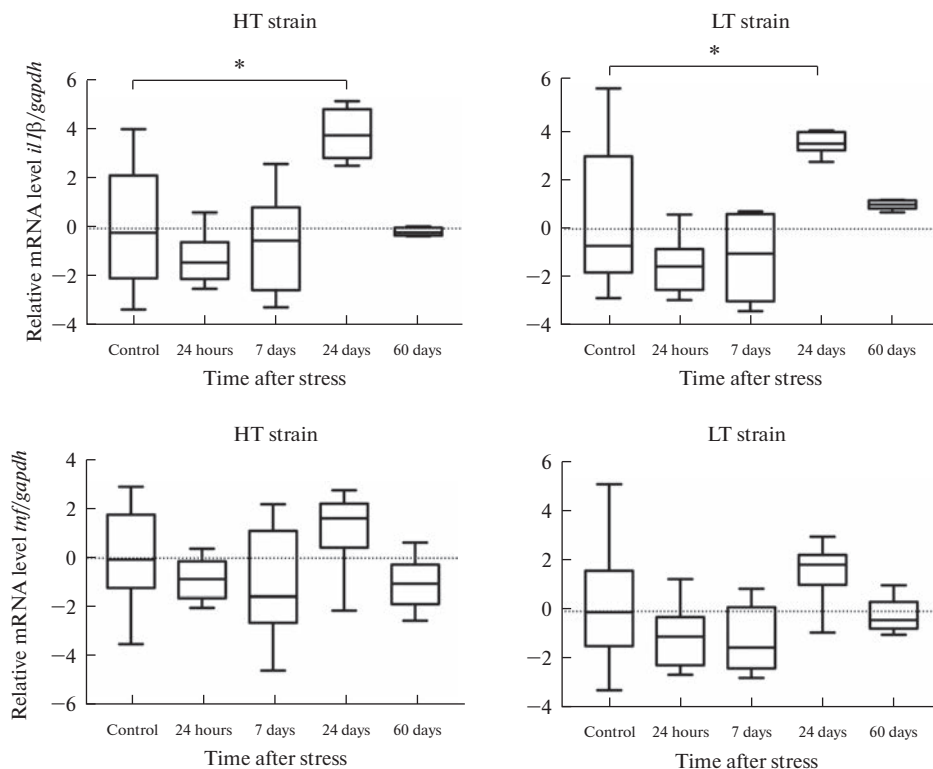 HT strain
*
Relative mRNA level il1β/gapdh
6
4
2
0
−2
−4
Control 24 hours 7 days 24 days 60 days
Time after stress
LT strain
*
6
4
2
0
−2
−4
Control 24 hours 7 days 24 days 60 days
Time after stress
HT strain
Relative mRNA level tnf/gapdh
4
2
0
−2
−4
−6
Control 24 hours 7 days 24 days 60 days
Time after stress
LT strain
6
4
2
0
−2
−4
Control 24 hours 7 days 24 days 60 days
Time after stress